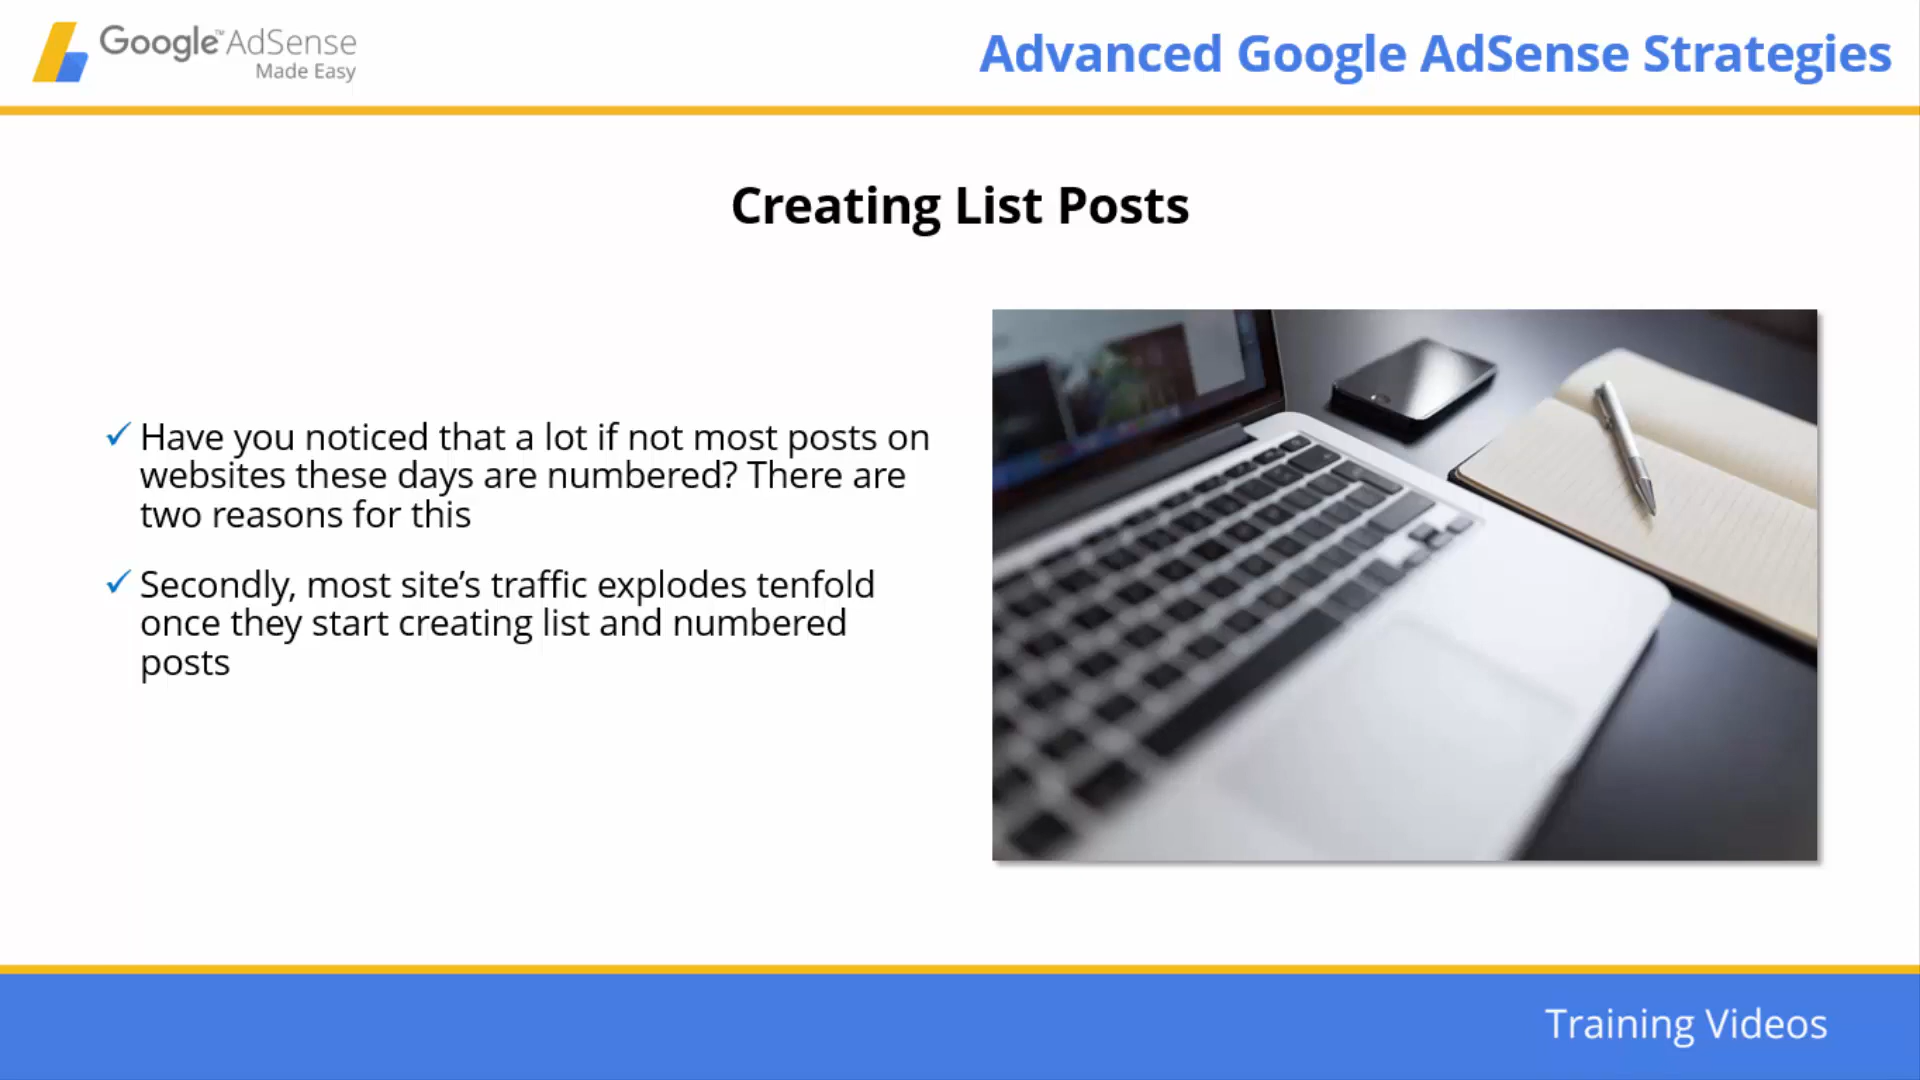 Google™ AdSense
Made Easy
Advanced Google AdSense Strategies
Creating List Posts
✓ Have you noticed that a lot if not most posts on
websites these days are numbered? There are
two reasons for this
✓ Secondly, most site’s traffic explodes tenfold
once they start creating list and numbered
posts
Training Videos